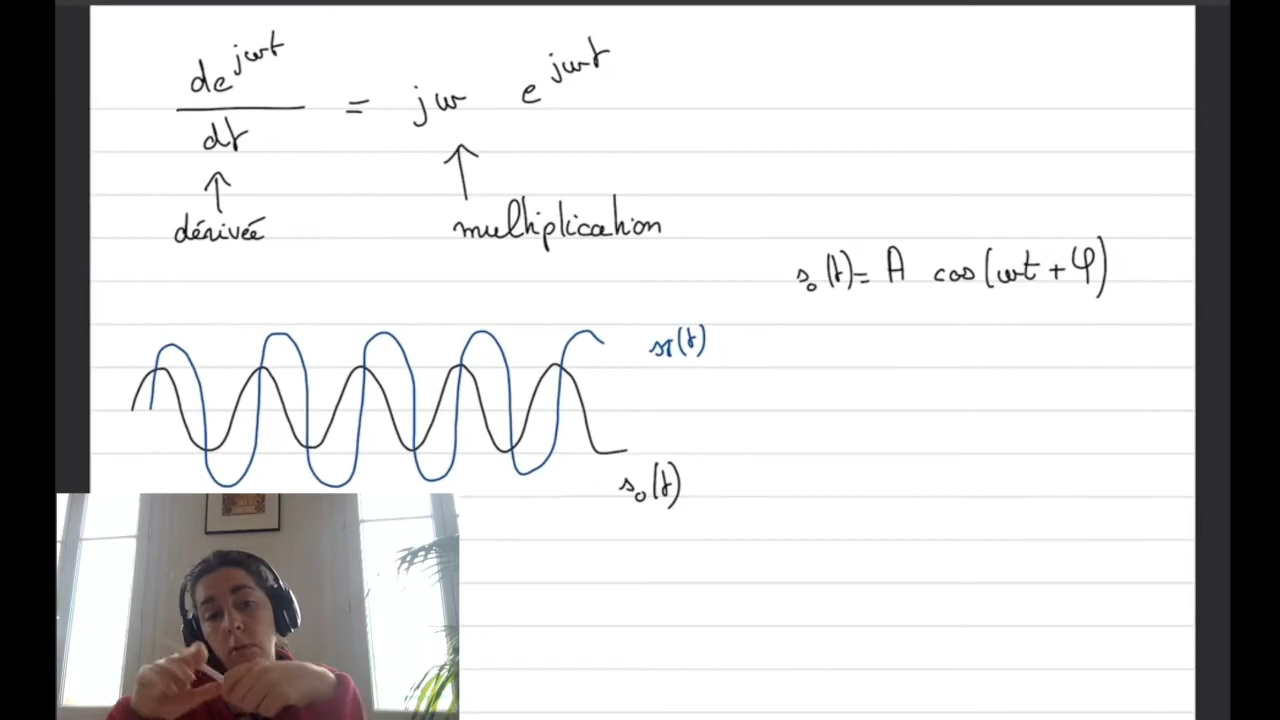 de^jωt / dt = jω e^jωt
↑ ↑
dérivée multiplication
s₀(t) = A cos(ωt + φ)
s₁(t)
s₀(t)